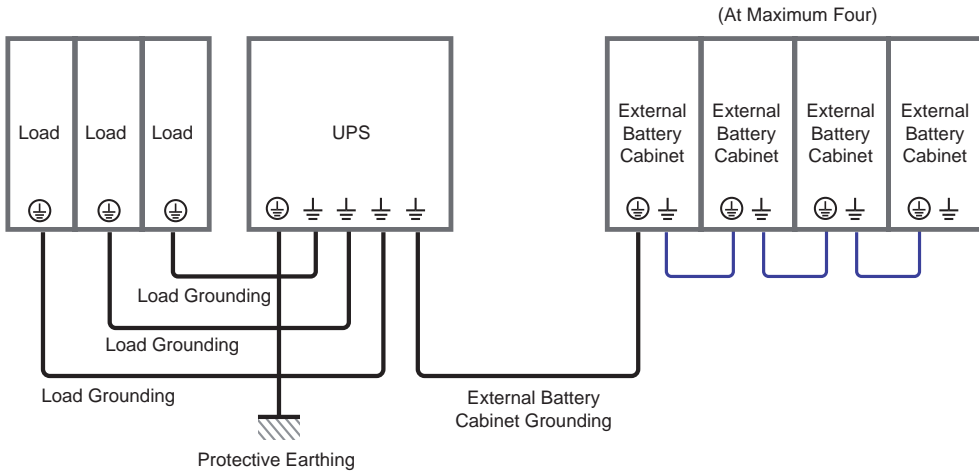 (At Maximum Four)
Load
Load
Load
UPS
External
Battery
Cabinet
External
Battery
Cabinet
External
Battery
Cabinet
External
Battery
Cabinet
Load Grounding
Load Grounding
Load Grounding
External Battery
Cabinet Grounding
Protective Earthing